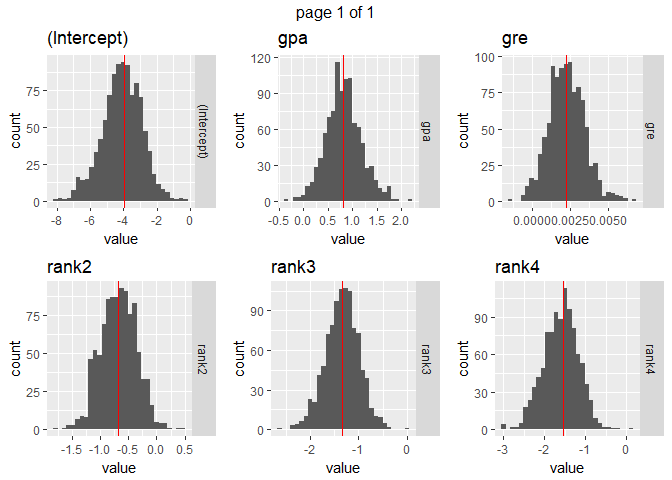 page 1 of 1
(Intercept)
count
75
50
25
0
-8 -6 -4 -2 0
value
(Intercept)
gpa
count
120
90
60
30
0
-0.5 0.0 0.5 1.0 1.5 2.0
value
gpa
gre
count
100
75
50
25
0
0.0000 0.0025 0.0050
value
gre
rank2
count
75
50
25
0
-1.5 -1.0 -0.5 0.0 0.5
value
rank2
rank3
count
90
60
30
0
-2 -1 0
value
rank3
rank4
count
90
60
30
0
-3 -2 -1 0
value
rank4